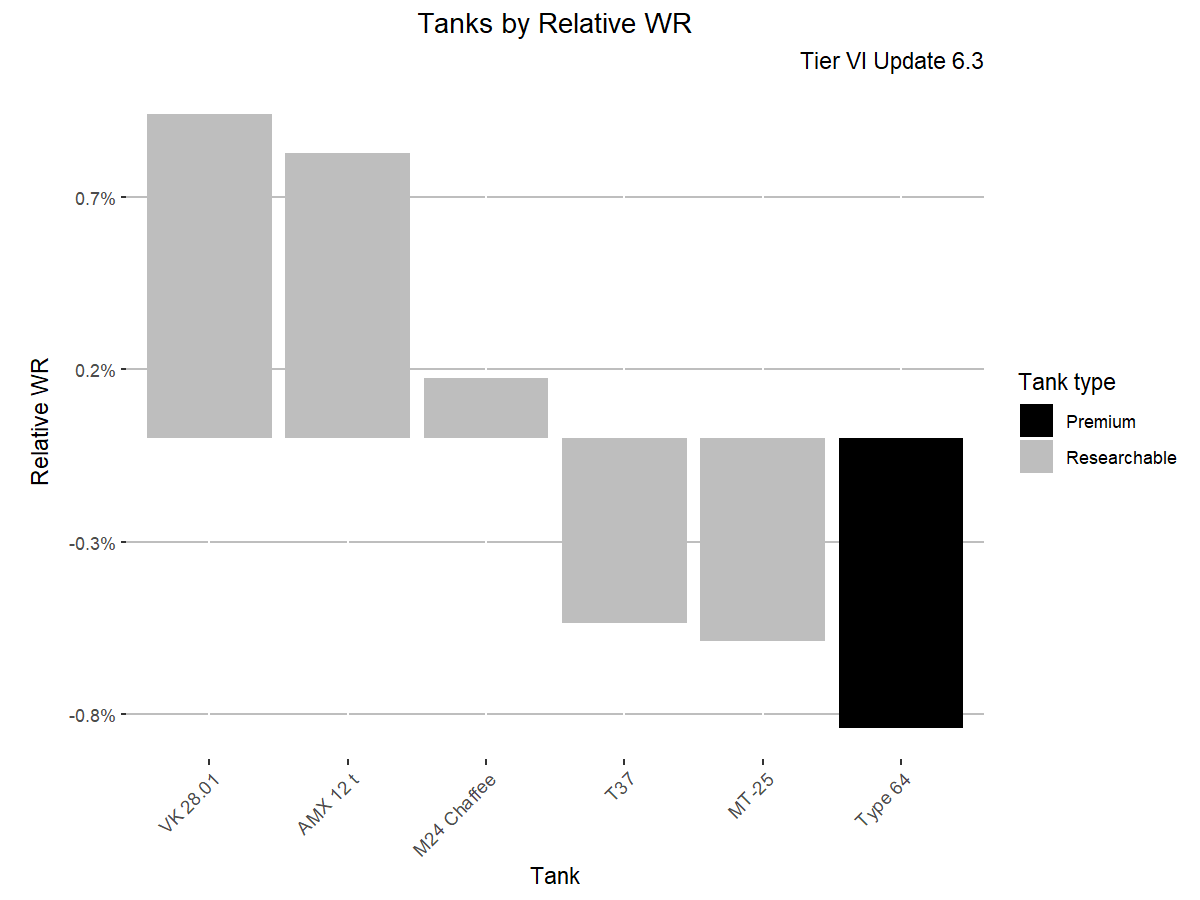 Tanks by Relative WR
Tier VI Update 6.3
Relative WR
0.7%
0.2%
-0.3%
-0.8%
VK 28.01
AMX 12 t
M24 Chaffee
T37
MT-25
Type 64
Tank
Tank type
Premium
Researchable